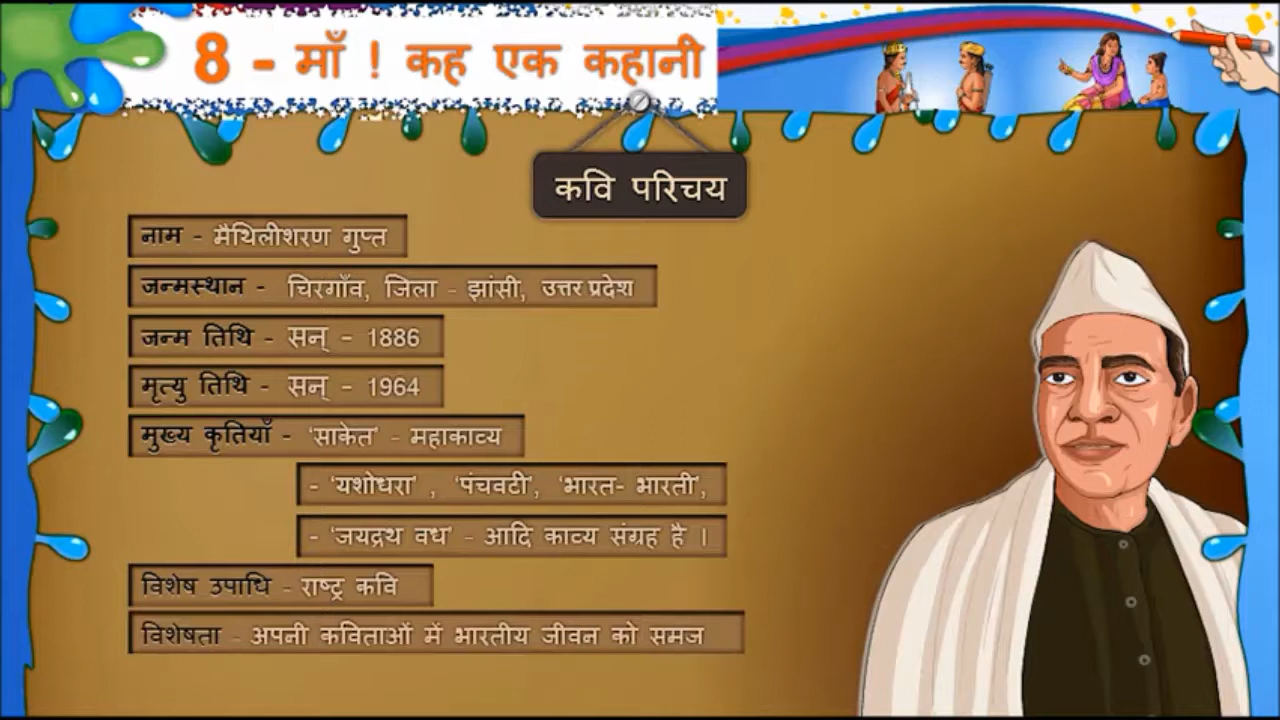 8 - माँ ! कह एक कहानी
कवि परिचय
नाम - मैथिलीशरण गुप्त
जन्मस्थान - चिरगाँव, जिला - झांसी, उत्तर प्रदेश
जन्म तिथि - सन् - 1886
मृत्यु तिथि - सन् - 1964
मुख्य कृतियाँ - 'साकेत' - महाकाव्य
- 'यशोधरा' , 'पंचवटी', 'भारत- भारती',
- 'जयद्रथ वध' - आदि काव्य संग्रह है ।
विशेष उपाधि - राष्ट्र कवि
विशेषता - अपनी कविताओं में भारतीय जीवन को समज